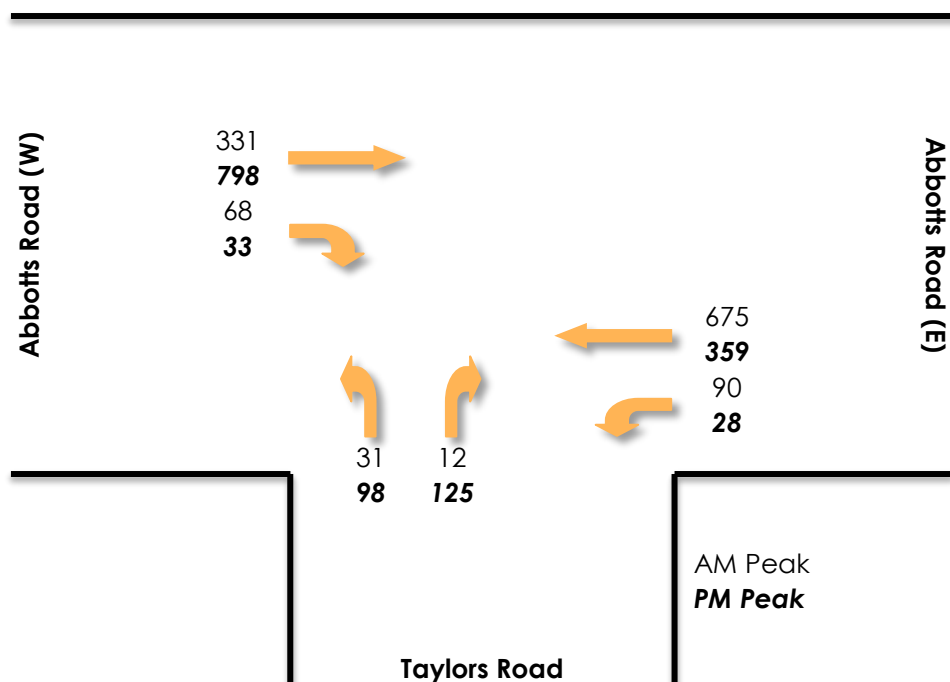 Abbotts Road (W)
331
798
68
33
Abbotts Road (E)
675
359
90
28
31 12
98 125
AM Peak
PM Peak
Taylors Road